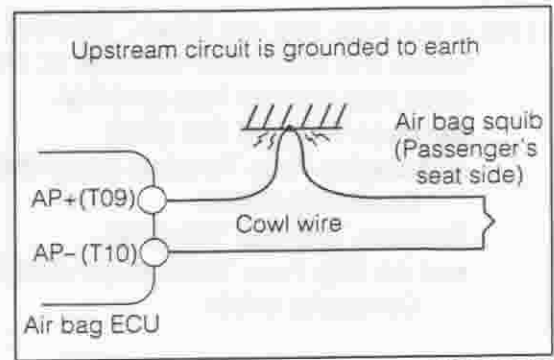 Upstream circuit is grounded to earth
Air bag squib
(Passenger's
seat side)
AP+(T09)
Cowl wire
AP−(T10)
Air bag ECU